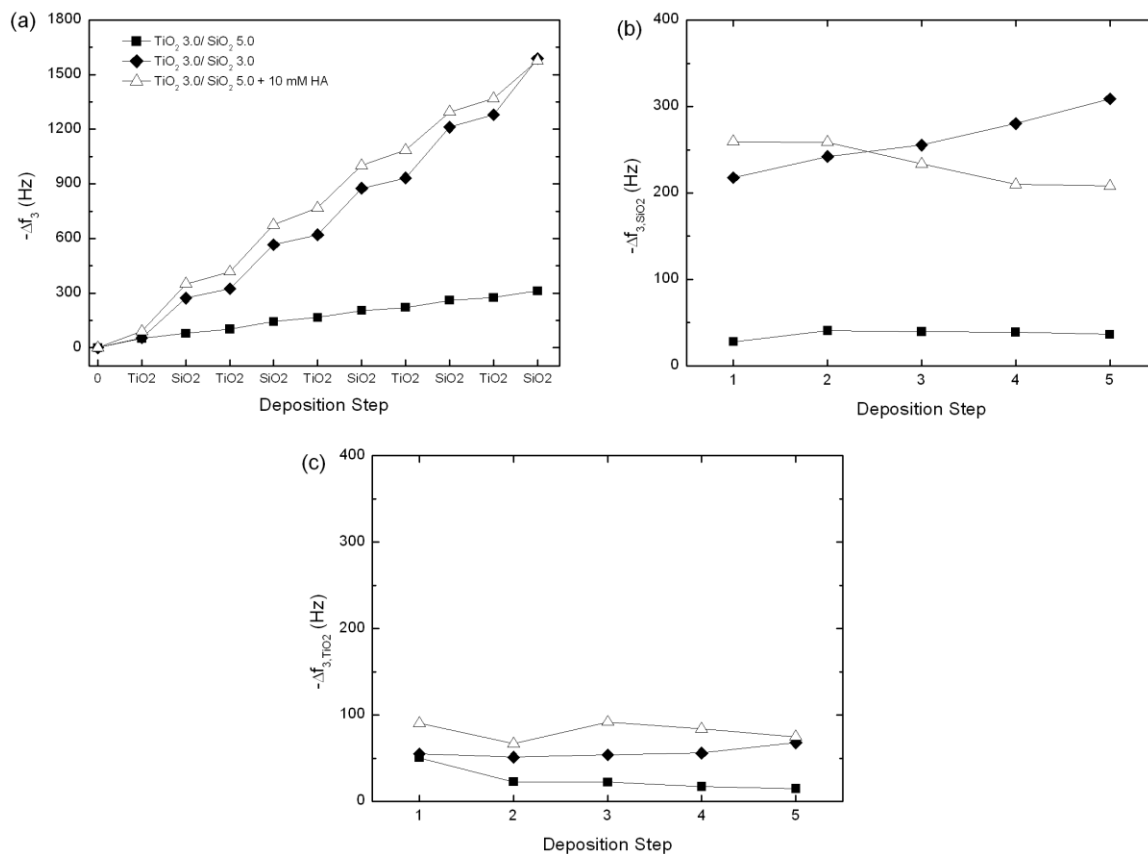 (a)
1800
1500
1200
900
600
300
0
-Δf₃ (Hz)
TiO₂ 3.0/ SiO₂ 5.0
TiO₂ 3.0/ SiO₂ 3.0
TiO₂ 3.0/ SiO₂ 5.0 + 10 mM HA
0 TiO2 SiO2 TiO2 SiO2 TiO2 SiO2 TiO2 SiO2 TiO2 SiO2
Deposition Step
(b)
400
300
200
100
0
-Δf₃,SiO2 (Hz)
1 2 3 4 5
Deposition Step
(c)
400
300
200
100
0
-Δf₃,TiO2 (Hz)
1 2 3 4 5
Deposition Step